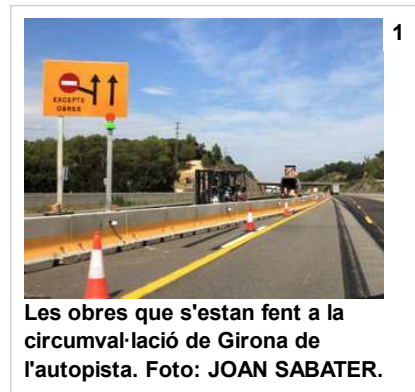 1
EXCEPTE
OBRES
Les obres que s'estan fent a la
circumval·lació de Girona de
l'autopista. Foto: JOAN SABATER.